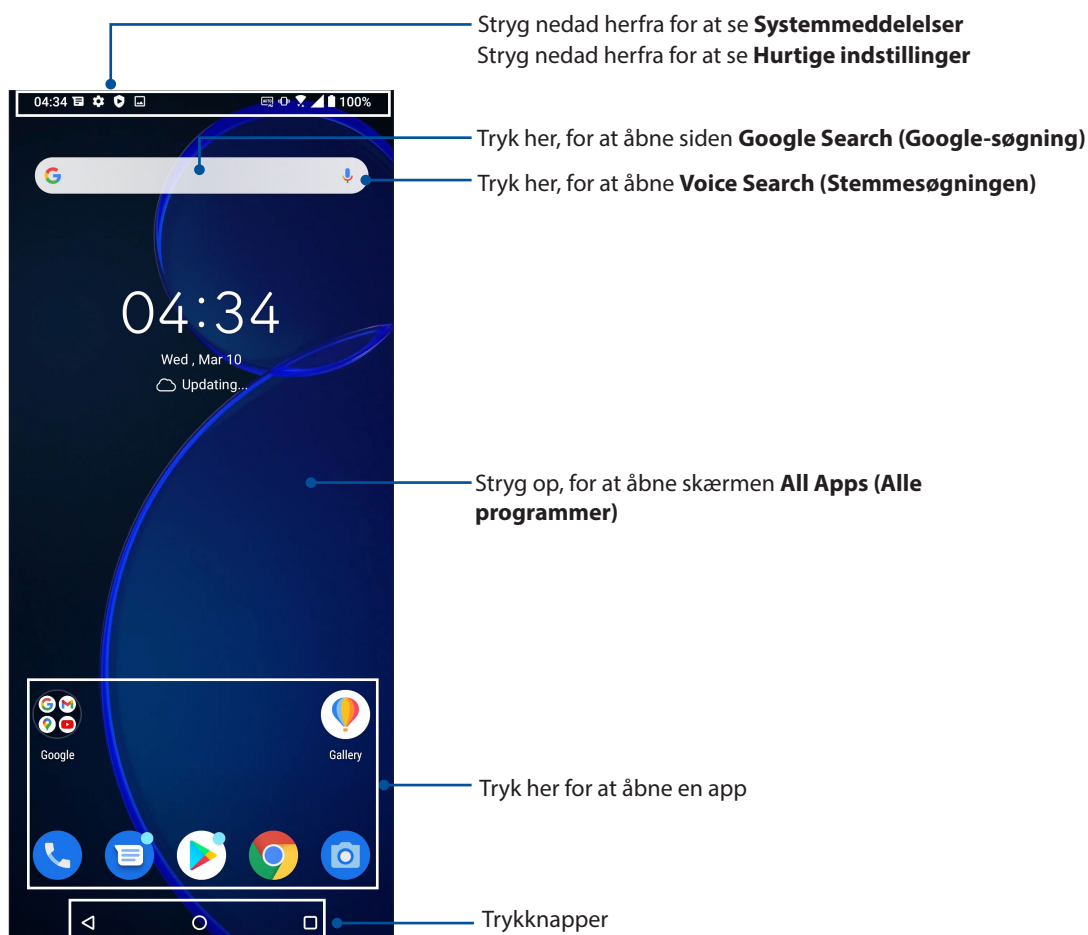 Stryg nedad herfra for at se Systemmeddelelser
Stryg nedad herfra for at se Hurtige indstillinger
04:34 100%
Tryk her, for at åbne siden Google Search (Google-søgning)
Tryk her, for at åbne Voice Search (Stemmesøgningen)
04:34
Wed , Mar 10
Updating...
Stryg op, for at åbne skærmen All Apps (Alle
programmer)
Google Gallery
Tryk her for at åbne en app
Trykknapper